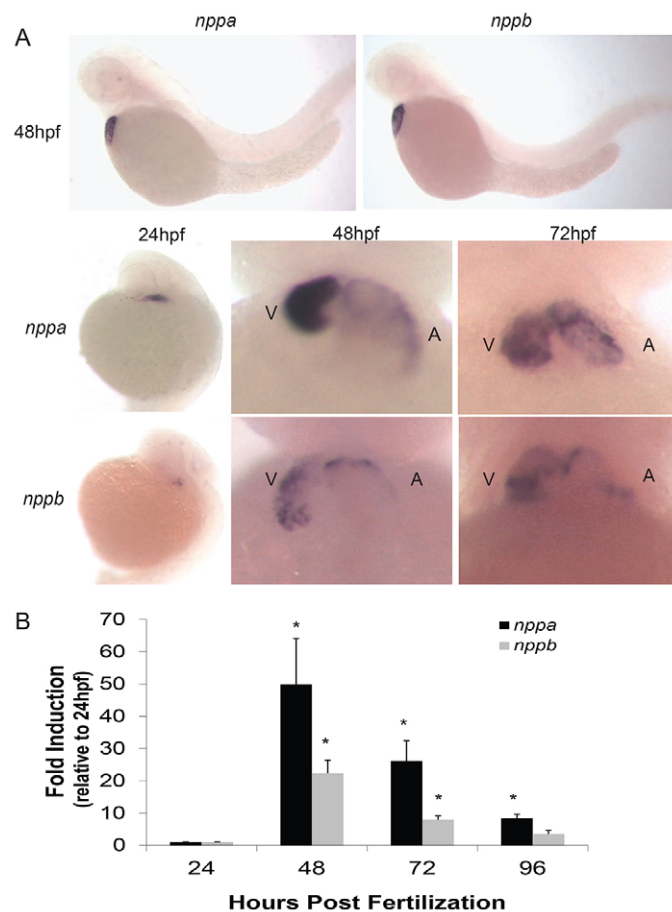 A
nppa
nppb
48hpf
24hpf
48hpf
72hpf
nppa
V
A
V
A
nppb
V
A
V
A
B
Fold Induction
(relative to 24hpf)
70
60
50
40
30
20
10
0
*
*
*
*
*
nppa
nppb
24
48
72
96
Hours Post Fertilization